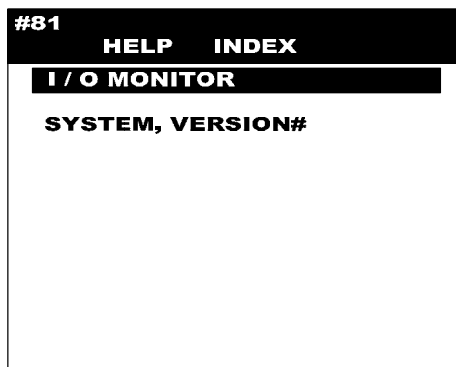 #81
HELP INDEX
I / O MONITOR
SYSTEM, VERSION#